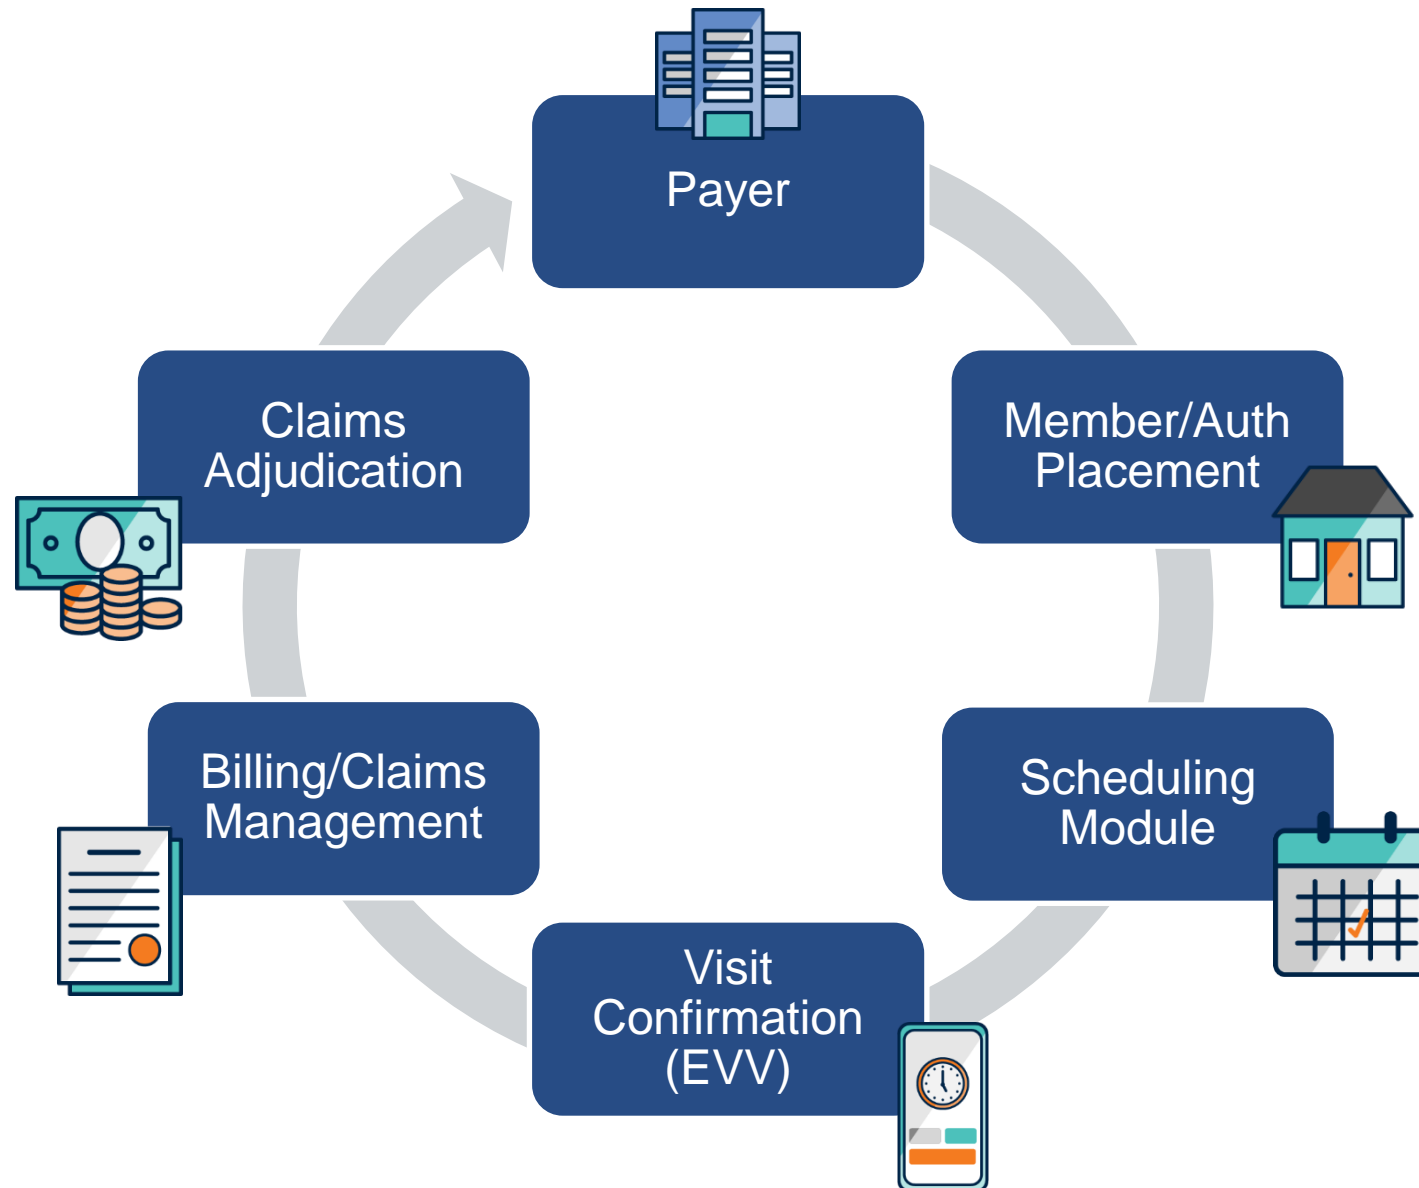 Payer
Member/Auth
Placement
Scheduling
Module
Visit
Confirmation
(EVV)
Billing/Claims
Management
Claims
Adjudication